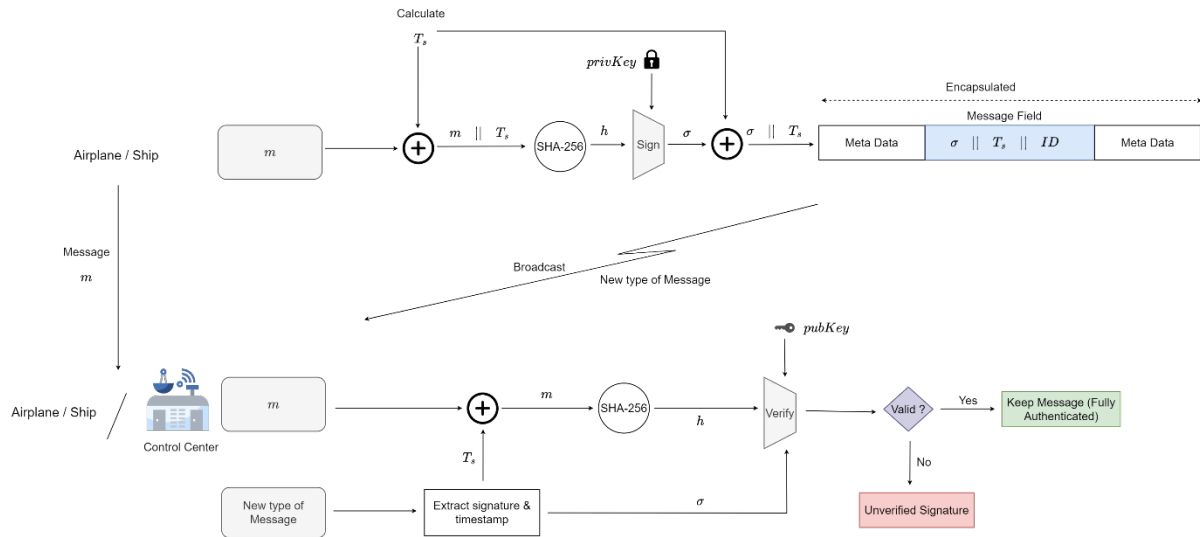 Calculate
T_s
privKey
Encapsulated
Message Field
Airplane / Ship
m
m || T_s
SHA-256
h
Sign
σ
σ || T_s
Meta Data
σ || T_s || ID
Meta Data
Message
m
Broadcast
New type of Message
pubKey
Airplane / Ship
Control Center
m
m
SHA-256
h
Verify
Valid ?
Yes
Keep Message (Fully
Authenticated)
T_s
No
New type of
Message
Extract signature &
timestamp
σ
Unverified Signature